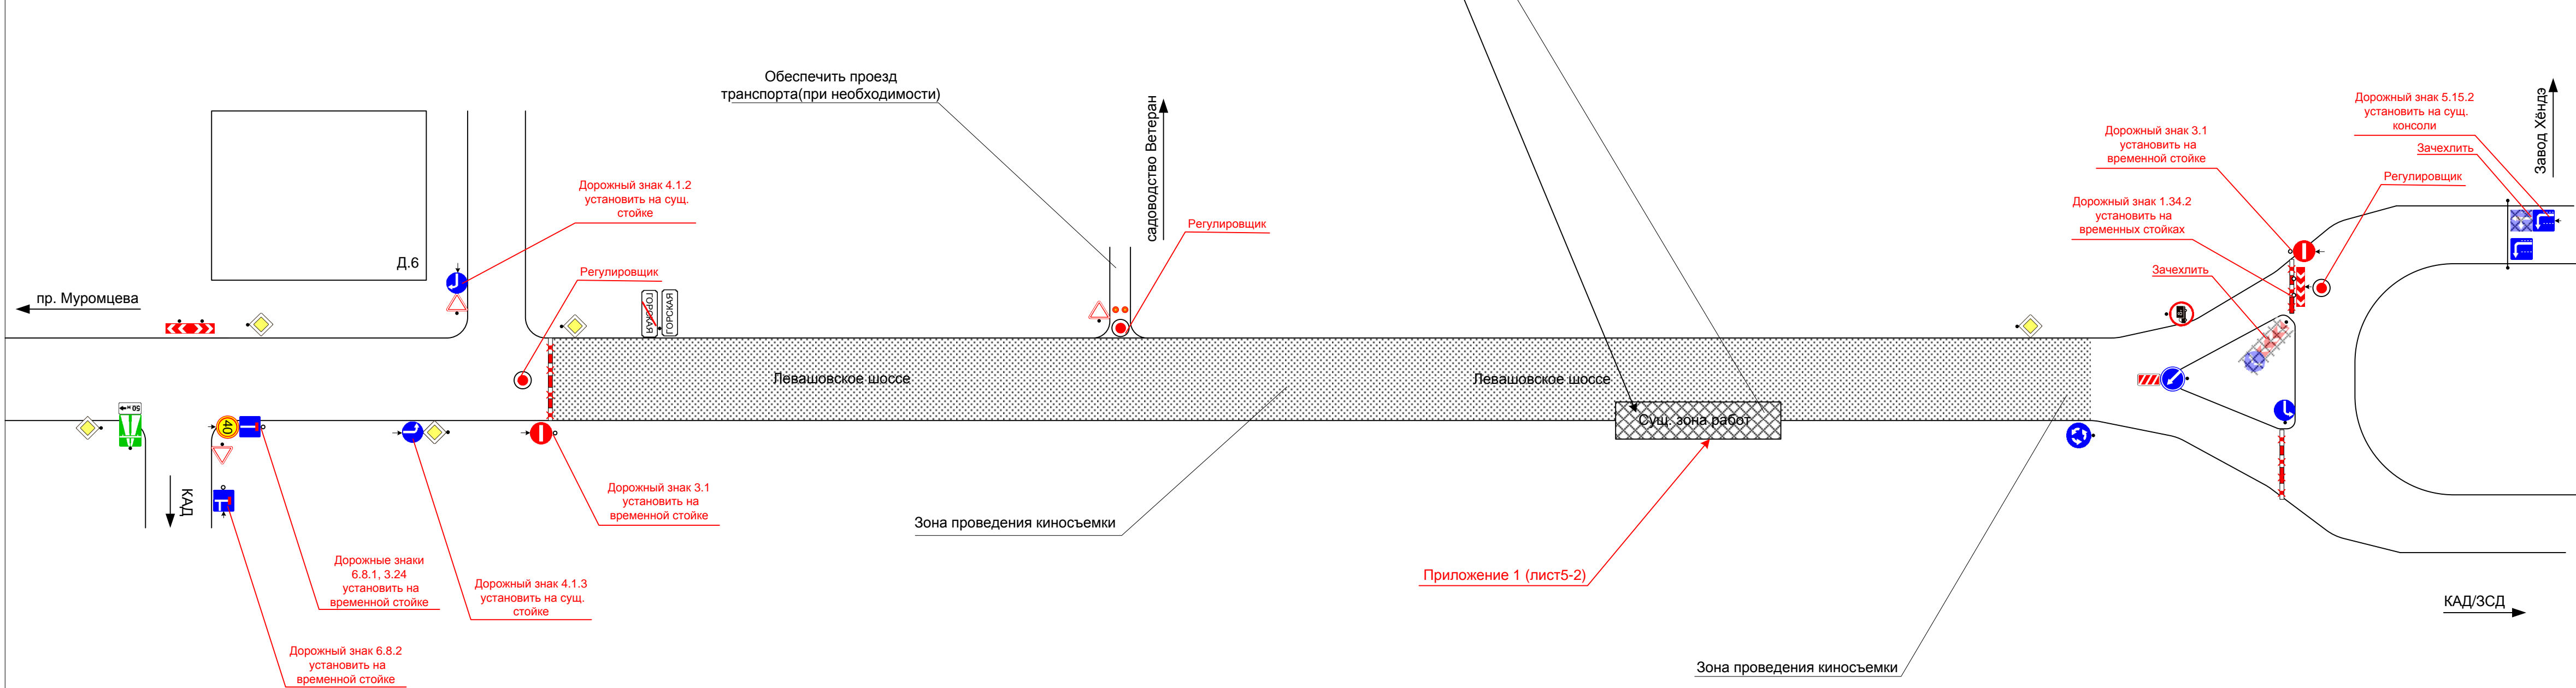 Обеспечить проезд
транспорта(при необходимости)
садоводство Ветеран
Дорожный знак 5.15.2
установить на сущ.
консоли
Зачехлить
Завод Хёндэ
Дорожный знак 3.1
установить на
временной стойке
Регулировщик
Дорожный знак 1.34.2
установить на
временных стойках
Зачехлить
Дорожный знак 4.1.2
установить на сущ.
стойке
Регулировщик
Регулировщик
Д.6
пр. Муромцева
ГОРСКАЯ
ГОРСКАЯ
Левашовское шоссе
Левашовское шоссе
Сущ. зона работ
50 м
40
КАД
Дорожный знак 3.1
установить на
временной стойке
Зона проведения киносъемки
Дорожные знаки
6.8.1, 3.24
установить на
временной стойке
Дорожный знак 4.1.3
установить на сущ.
стойке
Приложение 1 (лист5-2)
КАД/ЗСД
Дорожный знак 6.8.2
установить на
временной стойке
Зона проведения киносъемки